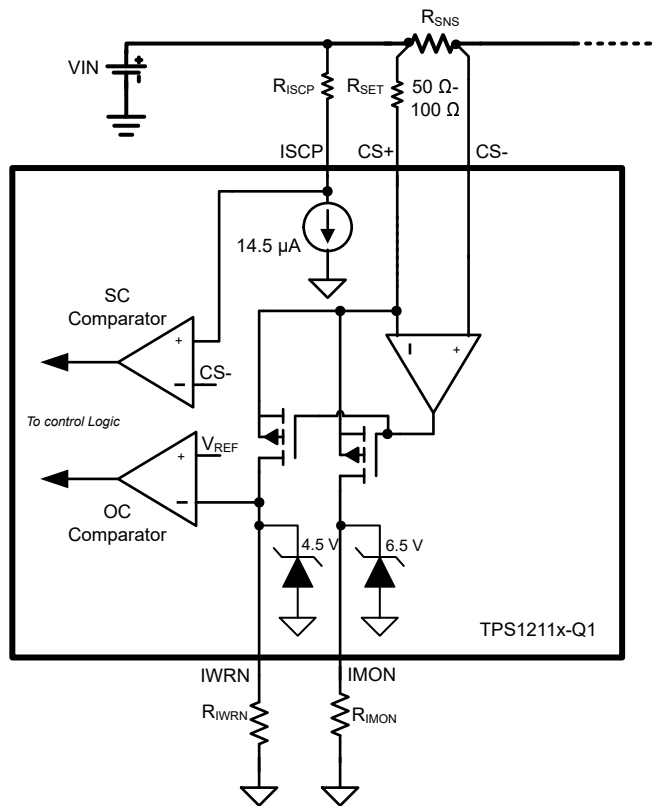 RSNS
VIN
+
RISCP
RSET
50 Ω-
100 Ω
ISCP
CS+
CS-
14.5 µA
SC
Comparator
+
−
CS-
To control Logic
VREF
+
−
OC
Comparator
−
+
4.5 V
6.5 V
TPS1211x-Q1
IWRN
IMON
RIWRN
RIMON